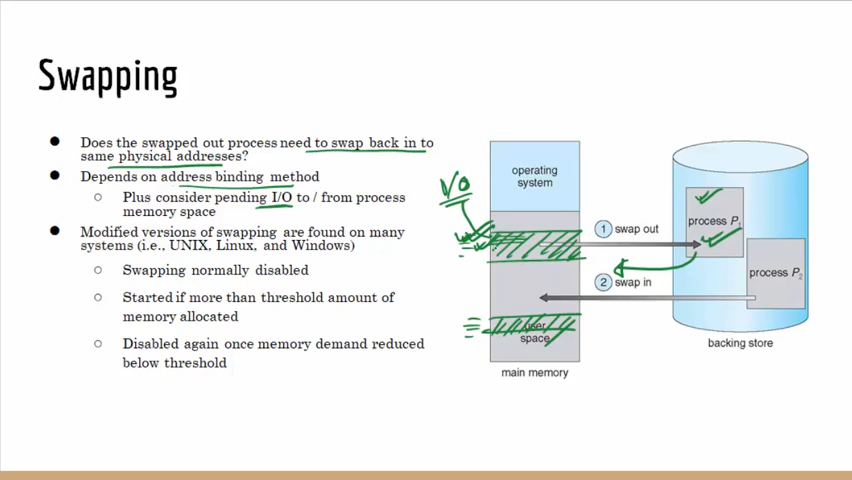 Swapping
● Does the swapped out process need to swap back in to
same physical addresses?
● Depends on address binding method
○ Plus consider pending I/O to / from process
memory space
● Modified versions of swapping are found on many
systems (i.e., UNIX, Linux, and Windows)
○ Swapping normally disabled
○ Started if more than threshold amount of
memory allocated
○ Disabled again once memory demand reduced
below threshold
operating
system
I/O
1 swap out
2 swap in
user
space
main memory
process P1
process P2
backing store